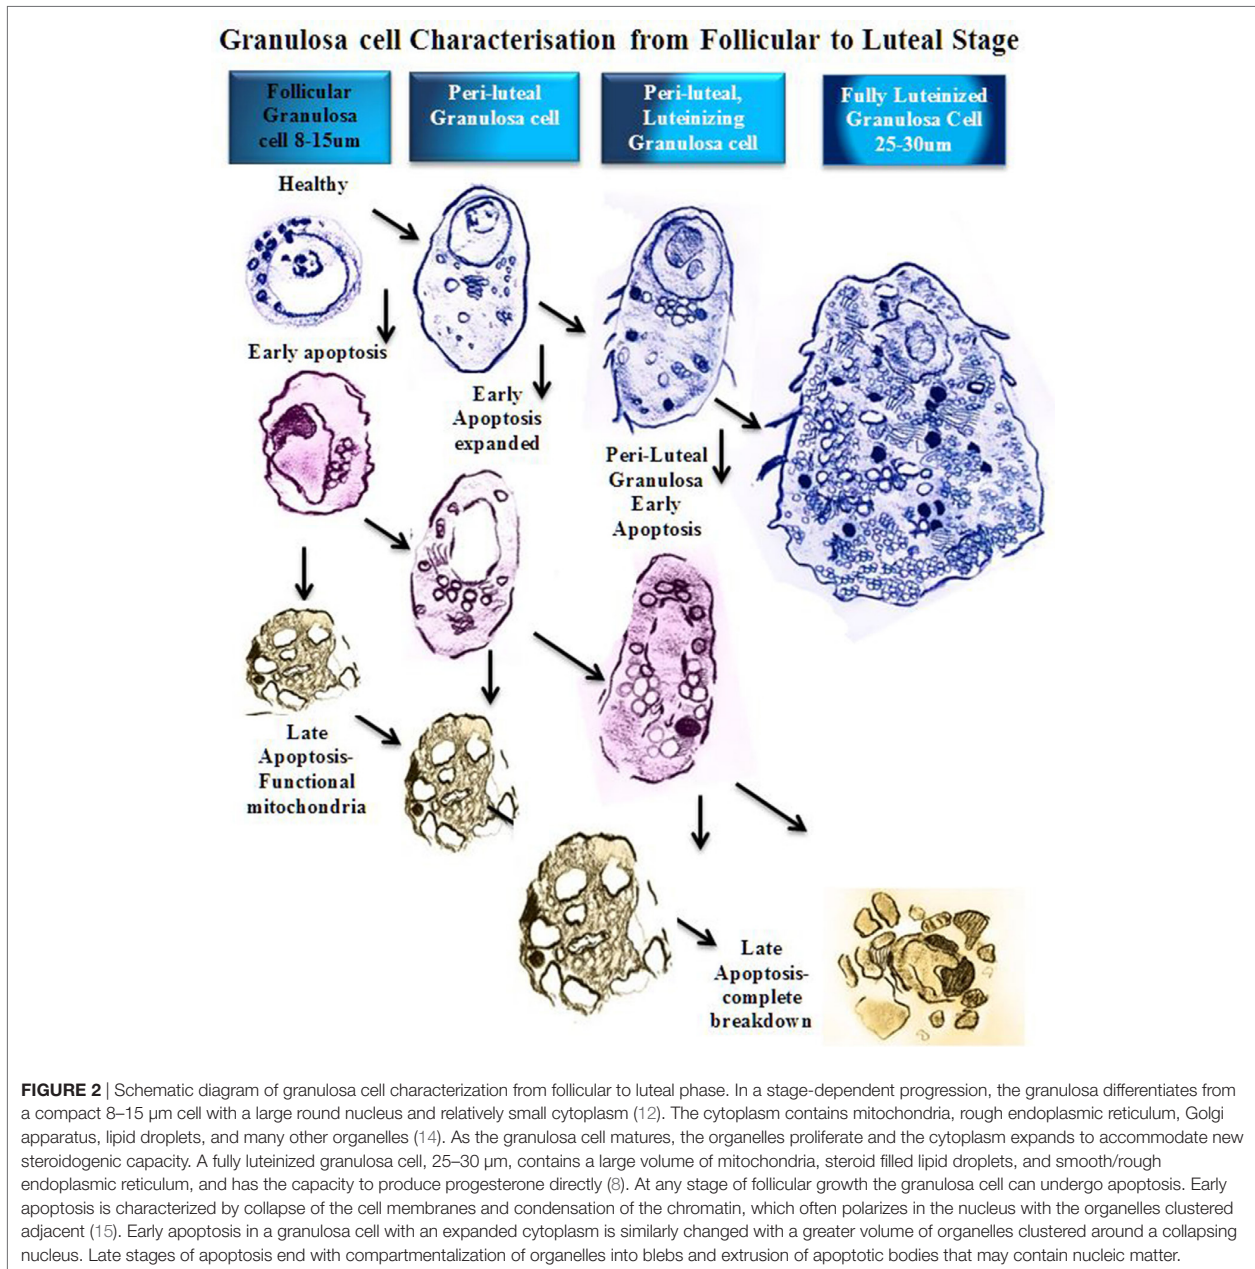 Granulosa cell Characterisation from Follicular to Luteal Stage
Follicular
Granulosa
cell 8-15um
Peri-luteal
Granulosa cell
Peri-luteal,
Luteinizing
Granulosa cell
Fully Luteinized
Granulosa Cell
25-30um
Healthy
Early apoptosis
Early
Apoptosis
expanded
Peri-Luteal
Granulosa
Early
Apoptosis
Late
Apoptosis-
Functional
mitochondria
Late
Apoptosis-
complete
breakdown
FIGURE 2 | Schematic diagram of granulosa cell characterization from follicular to luteal phase. In a stage-dependent progression, the granulosa differentiates from
a compact 8–15 µm cell with a large round nucleus and relatively small cytoplasm (12). The cytoplasm contains mitochondria, rough endoplasmic reticulum, Golgi
apparatus, lipid droplets, and many other organelles (14). As the granulosa cell matures, the organelles proliferate and the cytoplasm expands to accommodate new
steroidogenic capacity. A fully luteinized granulosa cell, 25–30 µm, contains a large volume of mitochondria, steroid filled lipid droplets, and smooth/rough
endoplasmic reticulum, and has the capacity to produce progesterone directly (8). At any stage of follicular growth the granulosa cell can undergo apoptosis. Early
apoptosis is characterized by collapse of the cell membranes and condensation of the chromatin, which often polarizes in the nucleus with the organelles clustered
adjacent (15). Early apoptosis in a granulosa cell with an expanded cytoplasm is similarly changed with a greater volume of organelles clustered around a collapsing
nucleus. Late stages of apoptosis end with compartmentalization of organelles into blebs and extrusion of apoptotic bodies that may contain nucleic matter.